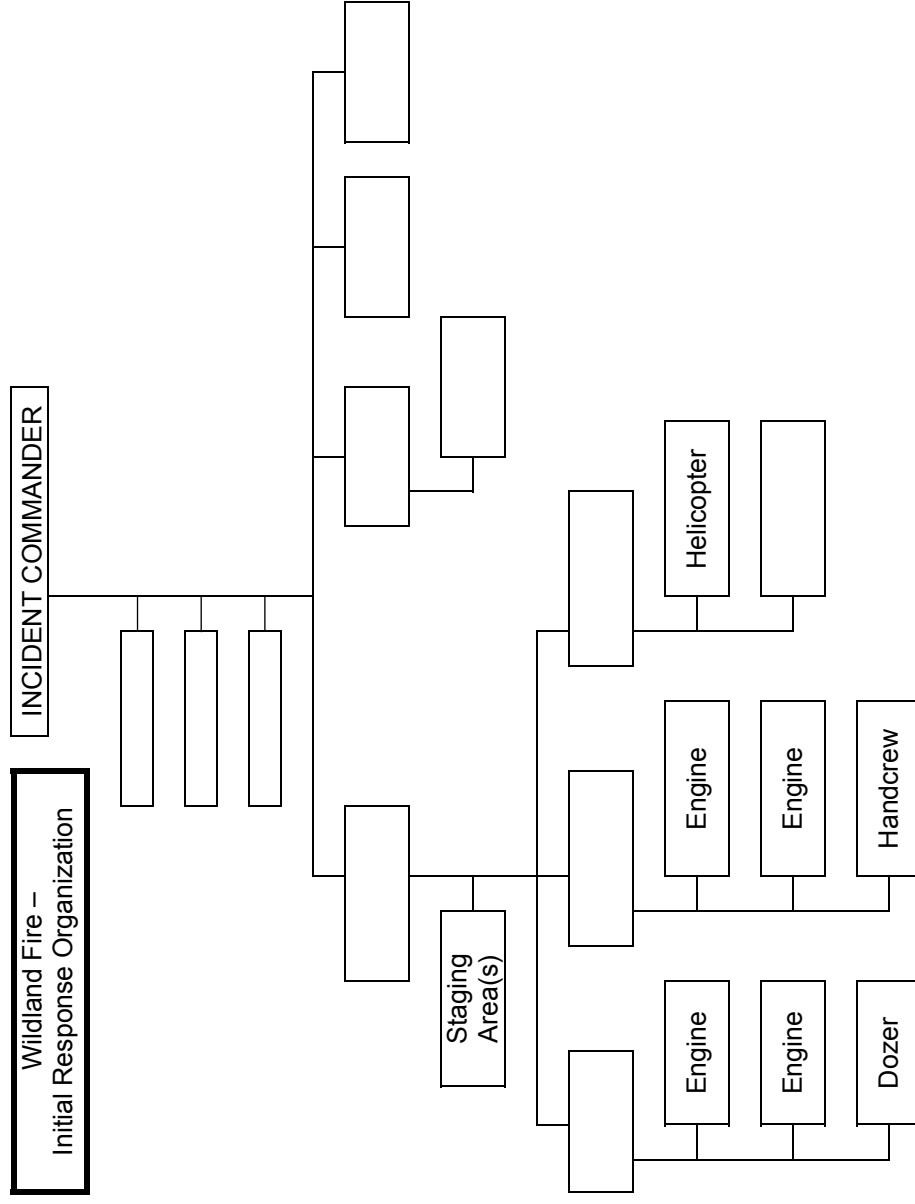 Wildland Fire –
Initial Response Organization
INCIDENT COMMANDER
Staging
Area(s)
Engine
Engine
Dozer
Engine
Engine
Handcrew
Helicopter